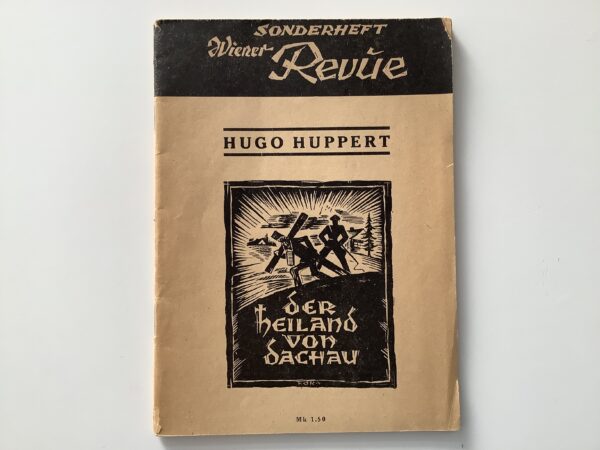 SONDERHEFT
Wiener Revue
HUGO HUPPERT
DER
HEILAND
VON
DACHAU
Mk 1.50